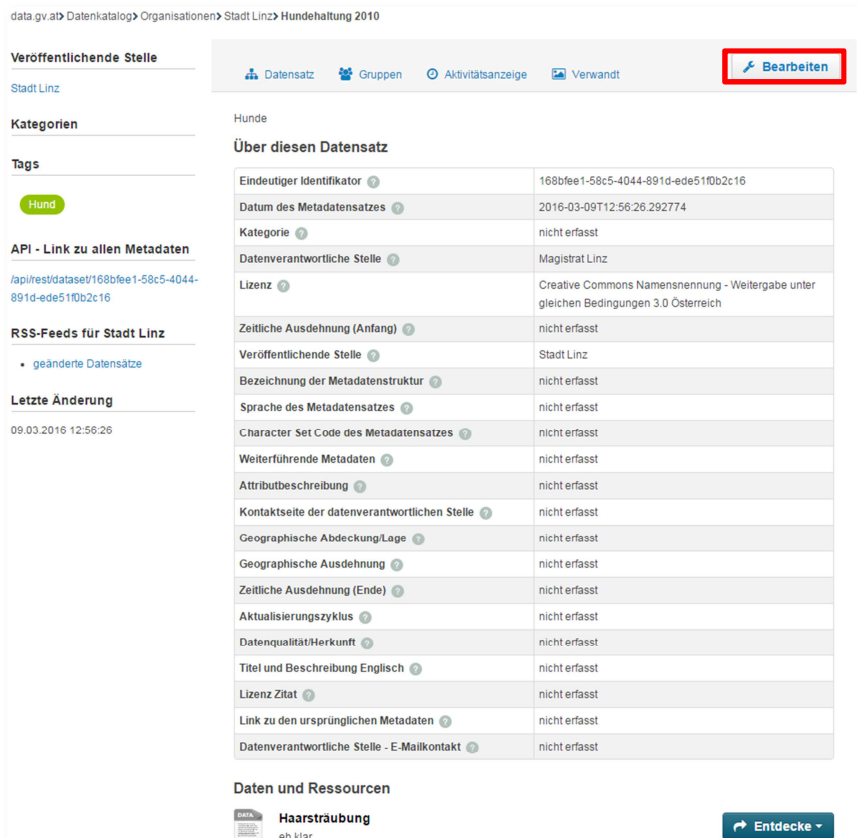 data.gv.at> Datenkatalog> Organisationen> Stadt Linz> Hundehaltung 2010
Veröffentlichende Stelle
Stadt Linz
Kategorien
Tags
Hund
API - Link zu allen Metadaten
/api/rest/dataset/168bfee1-58c5-4044-
891d-ede51f0b2c16
RSS-Feeds für Stadt Linz
• geänderte Datensätze
Letzte Änderung
09.03.2016 12:56:26
Datensatz Gruppen Aktivitätsanzeige Verwandt Bearbeiten
Hunde
Über diesen Datensatz
Eindeutiger Identifikator ? 168bfee1-58c5-4044-891d-ede51f0b2c16
Datum des Metadatensatzes ? 2016-03-09T12:56:26.292774
Kategorie ? nicht erfasst
Datenverantwortliche Stelle ? Magistrat Linz
Lizenz ? Creative Commons Namensnennung - Weitergabe unter
gleichen Bedingungen 3.0 Österreich
Zeitliche Ausdehnung (Anfang) ? nicht erfasst
Veröffentlichende Stelle ? Stadt Linz
Bezeichnung der Metadatenstruktur ? nicht erfasst
Sprache des Metadatensatzes ? nicht erfasst
Character Set Code des Metadatensatzes ? nicht erfasst
Weiterführende Metadaten ? nicht erfasst
Attributbeschreibung ? nicht erfasst
Kontaktseite der datenverantwortlichen Stelle ? nicht erfasst
Geographische Abdeckung/Lage ? nicht erfasst
Geographische Ausdehnung ? nicht erfasst
Zeitliche Ausdehnung (Ende) ? nicht erfasst
Aktualisierungszyklus ? nicht erfasst
Datenqualität/Herkunft ? nicht erfasst
Titel und Beschreibung Englisch ? nicht erfasst
Lizenz Zitat ? nicht erfasst
Link zu den ursprünglichen Metadaten ? nicht erfasst
Datenverantwortliche Stelle - E-Mailkontakt ? nicht erfasst
Daten und Ressourcen
DATA Haarsträubung
eh klar
Entdecke